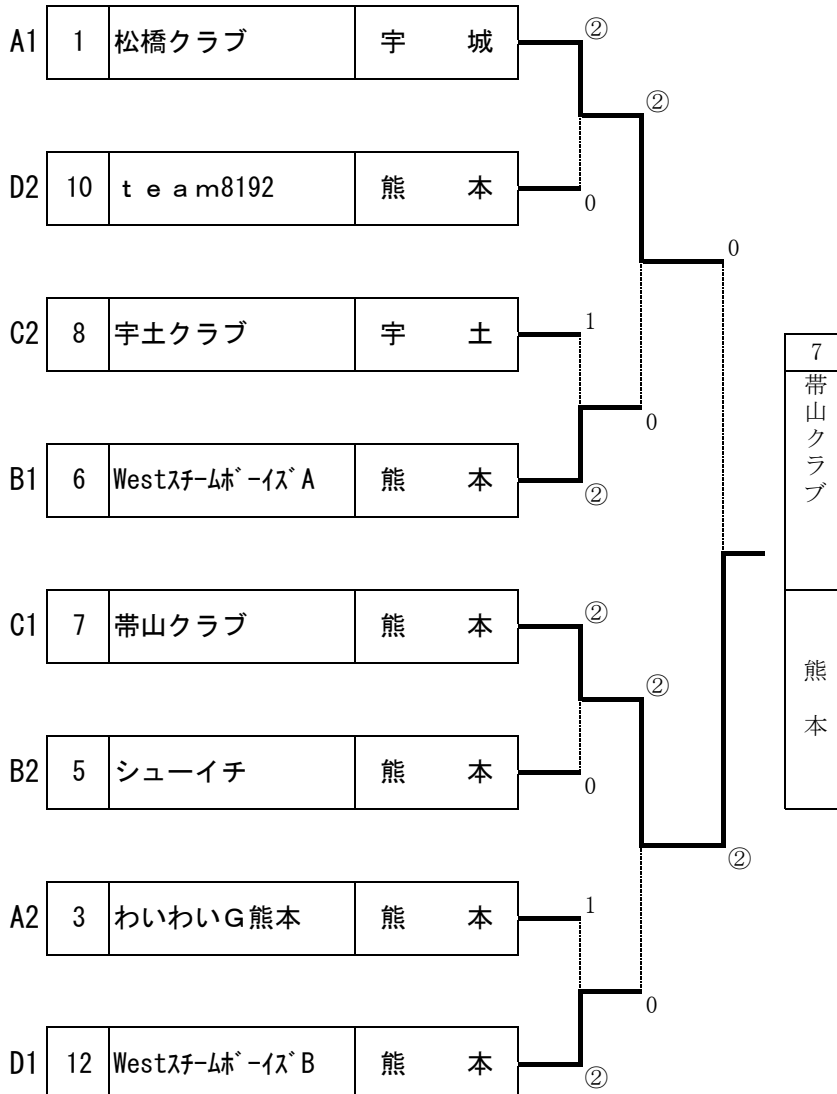 A1 1 松橋クラブ 宇 城 ②
②
D2 10 ｔｅａｍ8192 熊 本 0
0
C2 8 宇土クラブ 宇 土 1
0
B1 6 WestｽﾁｰﾑﾎﾞｰｲｽﾞA 熊 本 ②
C1 7 帯山クラブ 熊 本 ②
②
B2 5 シューイチ 熊 本 0
②
A2 3 わいわいＧ熊本 熊 本 1
0
D1 12 WestｽﾁｰﾑﾎﾞｰｲｽﾞB 熊 本 ②
7
帯山クラブ
熊本